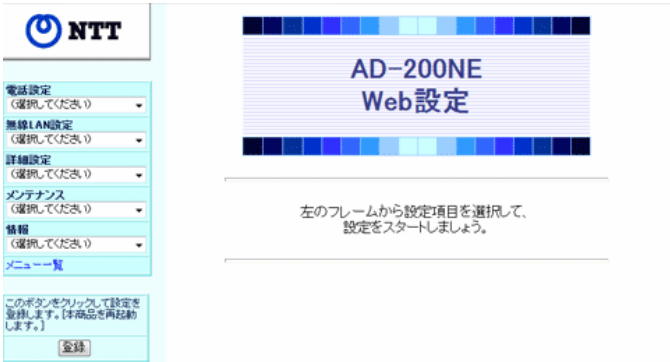 NTT
電話設定
(選択してください)
無線LAN設定
(選択してください)
詳細設定
(選択してください)
メンテナンス
(選択してください)
情報
(選択してください)
メニュー一覧
このボタンをクリックして設定を
登録します。[本商品を再起動
します。]
登録
AD-200NE
Web設定
左のフレームから設定項目を選択して、
設定をスタートしましょう。